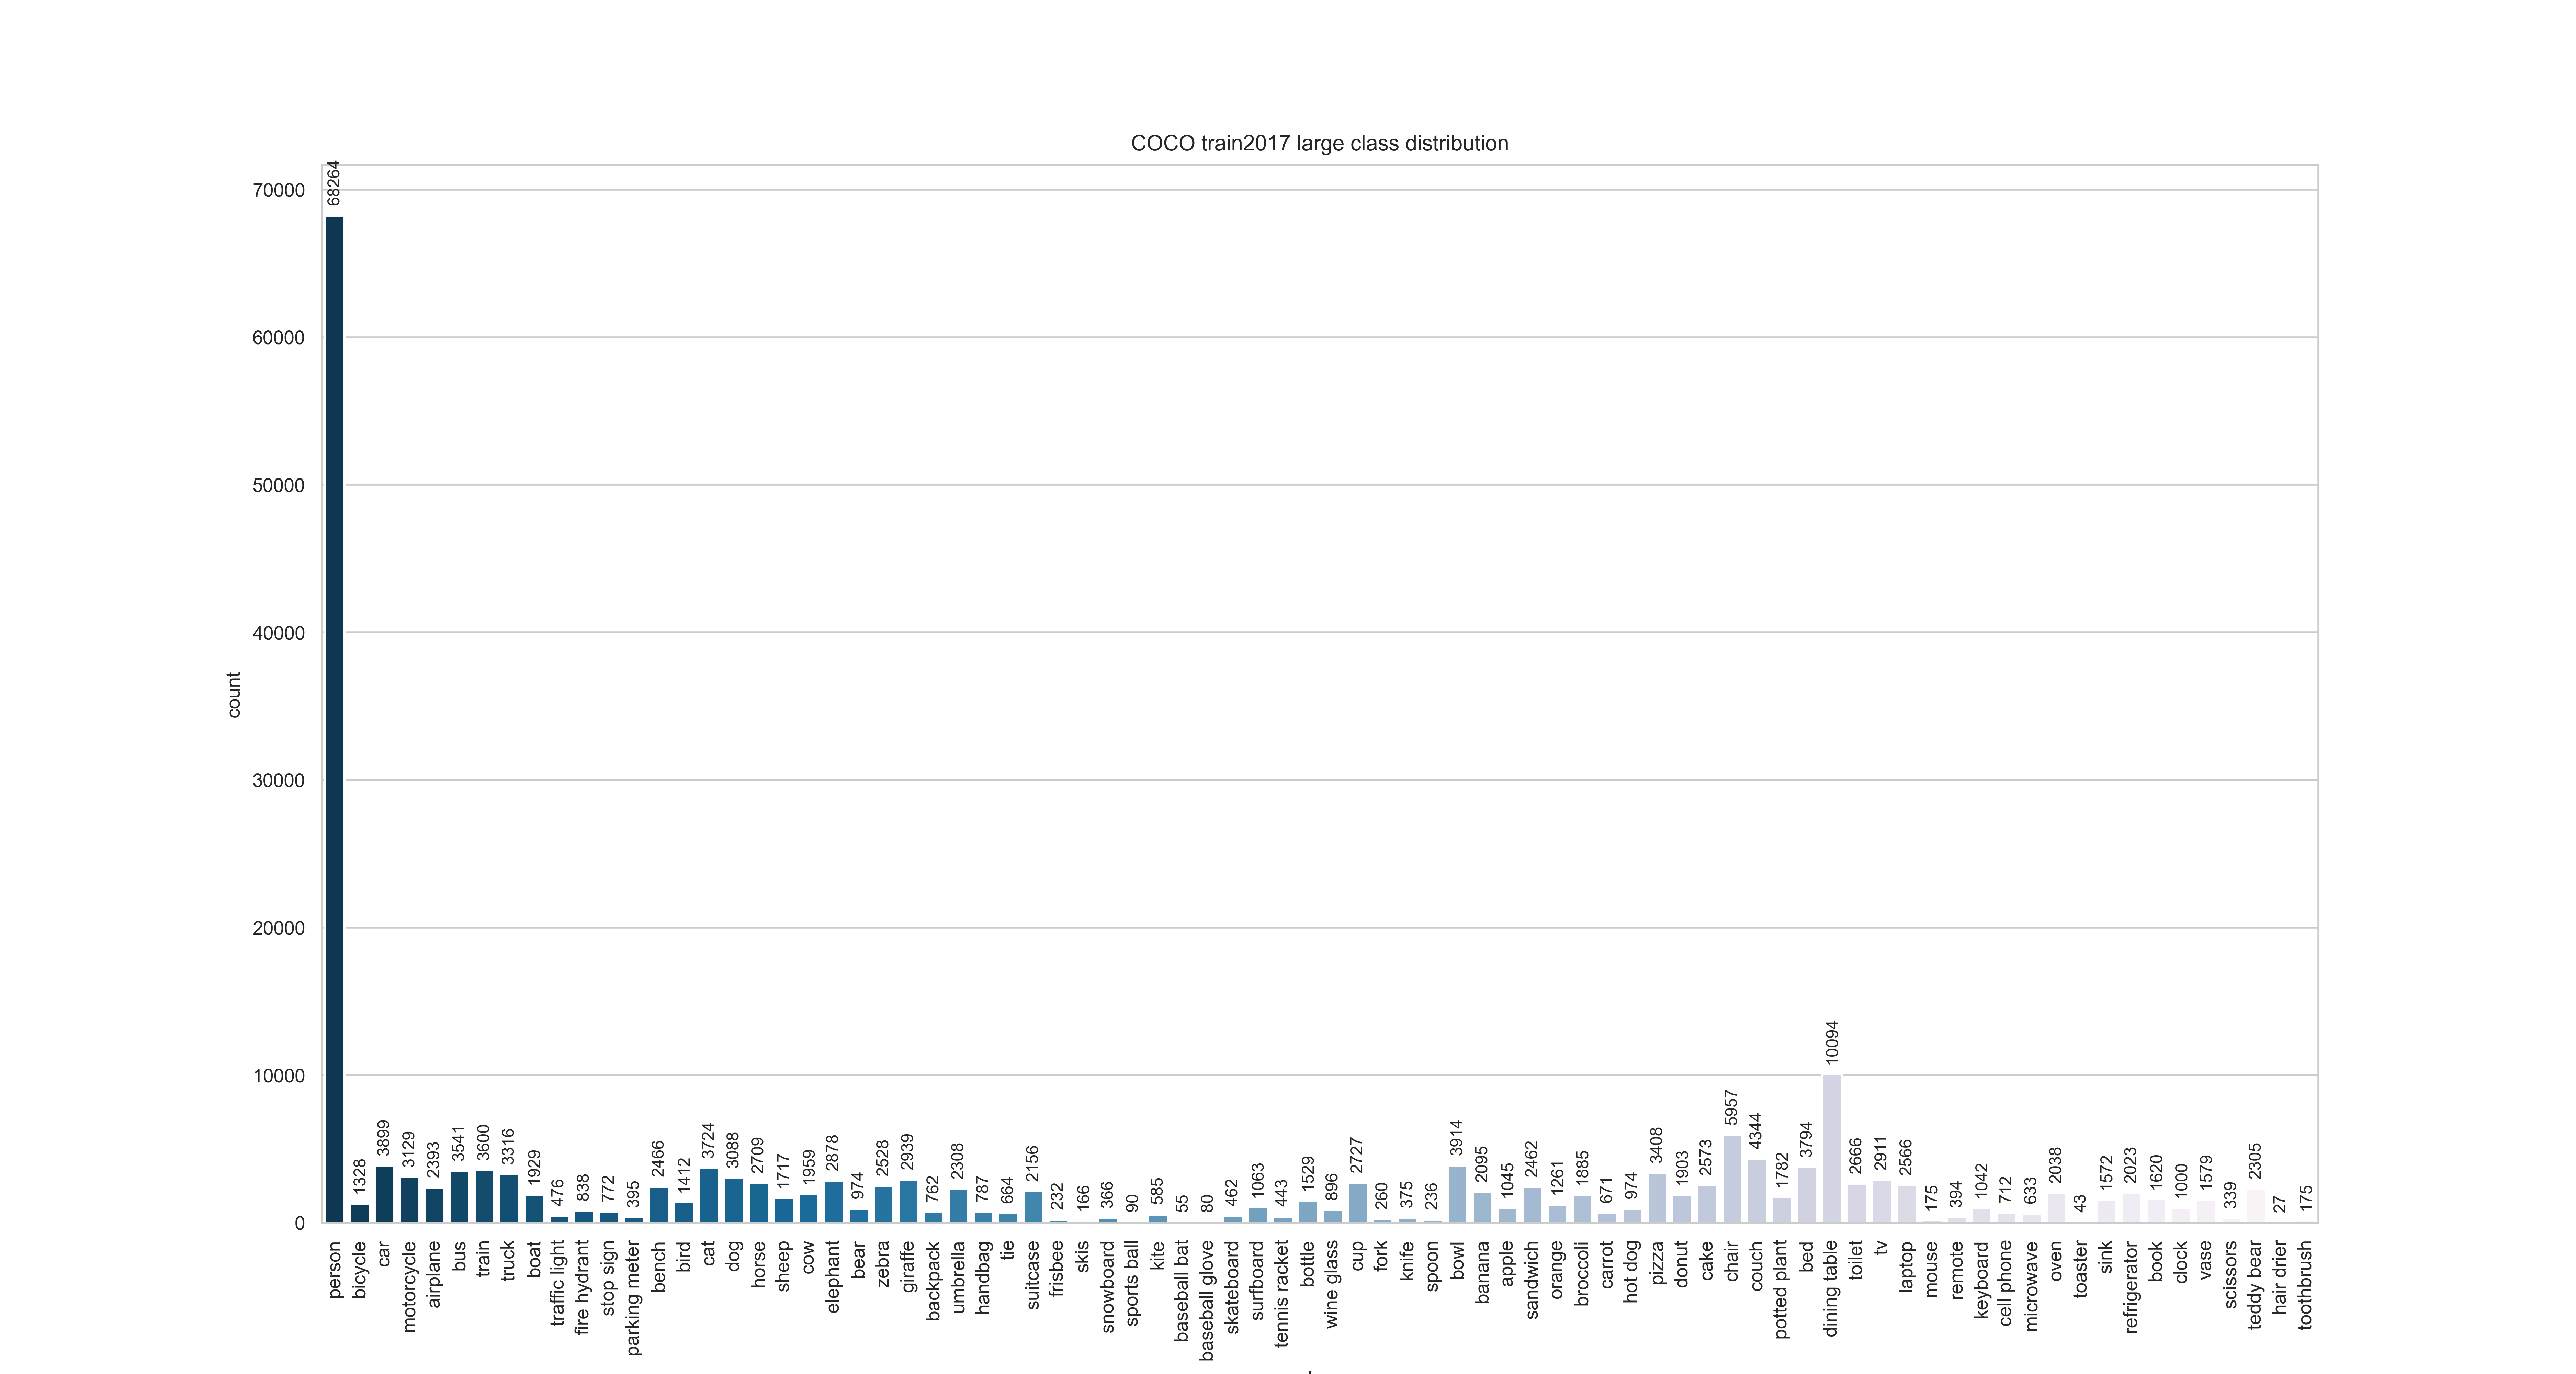 COCO train2017 large class distribution
count
70000
60000
50000
40000
30000
20000
10000
0
68264
1328
3899
3129
2393
3541
3600
3316
1929
476
838
772
395
2466
1412
3724
3088
2709
1717
1959
2878
974
2528
2939
762
2308
787
664
2156
232
166
366
90
585
55
80
462
1063
443
1529
896
2727
260
375
236
3914
2095
1045
2462
1261
1885
671
974
3408
1903
2573
5957
4344
1782
3794
10094
2666
2911
2566
175
394
1042
712
633
2038
43
1572
2023
1620
1000
1579
339
2305
27
175
person
bicycle
car
motorcycle
airplane
bus
train
truck
boat
traffic light
fire hydrant
stop sign
parking meter
bench
bird
cat
dog
horse
sheep
cow
elephant
bear
zebra
giraffe
backpack
umbrella
handbag
tie
suitcase
frisbee
skis
snowboard
sports ball
kite
baseball bat
baseball glove
skateboard
surfboard
tennis racket
bottle
wine glass
cup
fork
knife
spoon
bowl
banana
apple
sandwich
orange
broccoli
carrot
hot dog
pizza
donut
cake
chair
couch
potted plant
bed
dining table
toilet
tv
laptop
mouse
remote
keyboard
cell phone
microwave
oven
toaster
sink
refrigerator
book
clock
vase
scissors
teddy bear
hair drier
toothbrush